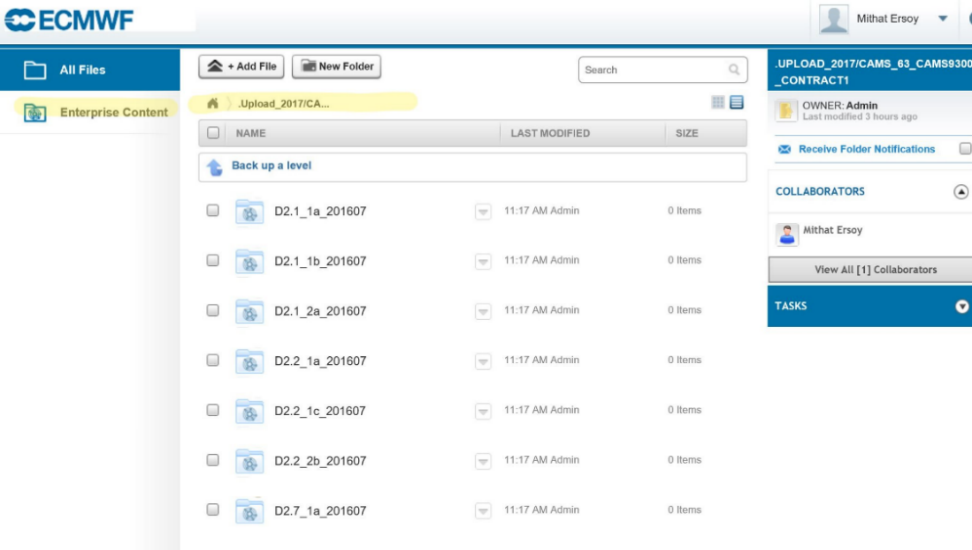 ECMWF
Mithat Ersoy
All Files
Enterprise Content
+ Add File
New Folder
Search
.Upload_2017/CA...
NAME
LAST MODIFIED
SIZE
Back up a level
D2.1_1a_201607 11:17 AM Admin 0 Items
D2.1_1b_201607 11:17 AM Admin 0 Items
D2.1_2a_201607 11:17 AM Admin 0 Items
D2.2_1a_201607 11:17 AM Admin 0 Items
D2.2_1c_201607 11:17 AM Admin 0 Items
D2.2_2b_201607 11:17 AM Admin 0 Items
D2.7_1a_201607 11:17 AM Admin 0 Items
.UPLOAD_2017/CAMS_63_CAMS9300
_CONTRACT1
OWNER: Admin
Last modified 3 hours ago
Receive Folder Notifications
COLLABORATORS
Mithat Ersoy
View All [1] Collaborators
TASKS